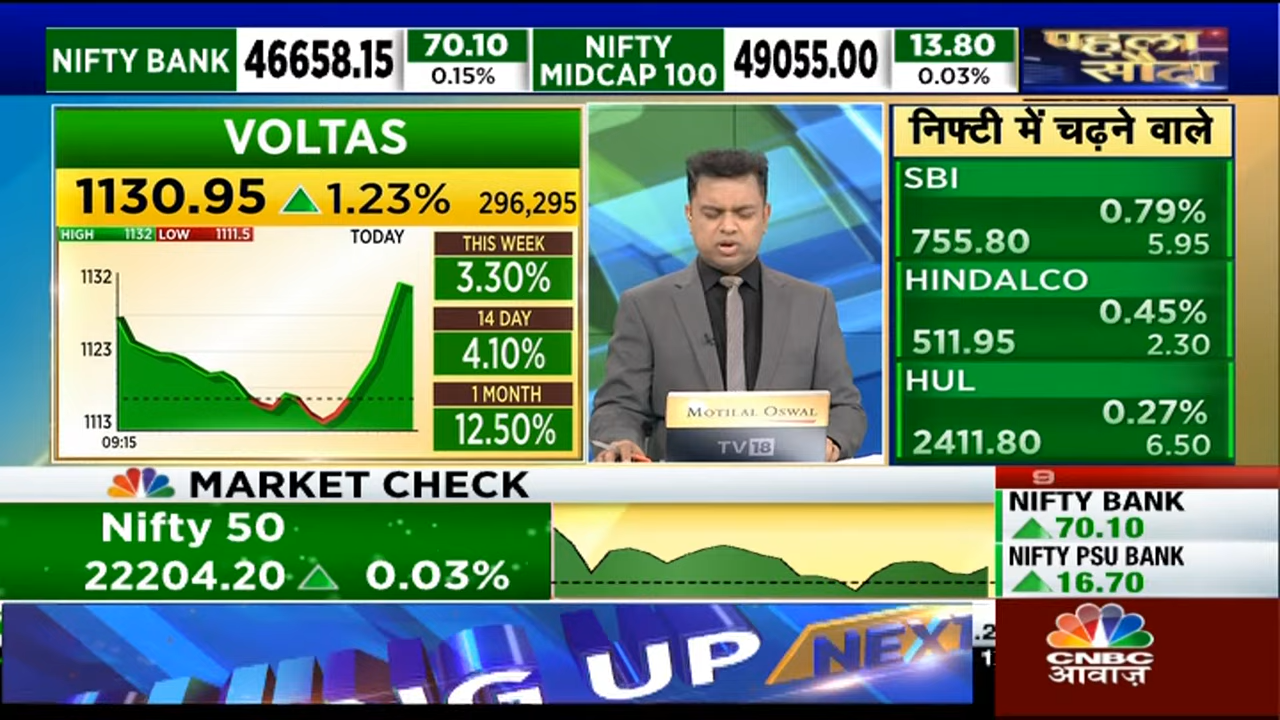 NIFTY BANK
46658.15
70.10
0.15%
NIFTY
MIDCAP 100
49055.00
13.80
0.03%
पहला
सौदा
VOLTAS
1130.95
1.23%
296,295
HIGH 1132 LOW 1111.5
TODAY
1132
1123
1113
09:15
THIS WEEK
3.30%
14 DAY
4.10%
1 MONTH
12.50%
MOTILAL OSWAL
TV18
निफ्टी में चढ़ने वाले
SBI
0.79%
755.80 5.95
HINDALCO
0.45%
511.95 2.30
HUL
0.27%
2411.80 6.50
MARKET CHECK
Nifty 50
22204.20 0.03%
9
NIFTY BANK
70.10
NIFTY PSU BANK
16.70
UP
NEXT
CNBC
आवाज़